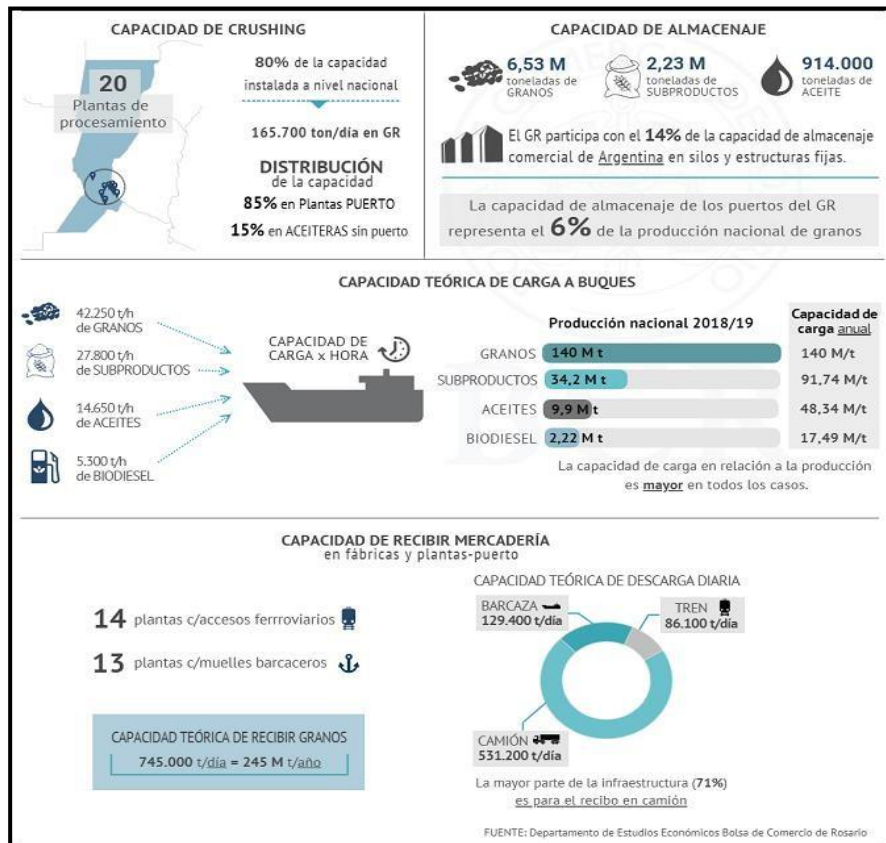 CAPACIDAD DE CRUSHING
20
Plantas de
procesamiento
80% de la capacidad
instalada a nivel nacional
165.700 ton/día en GR
DISTRIBUCIÓN
de la capacidad
85% en Plantas PUERTO
15% en ACEITERAS sin puerto
CAPACIDAD DE ALMACENAJE
6,53 M
toneladas de
GRANOS
2,23 M
toneladas de
SUBPRODUCTOS
914.000
toneladas de
ACEITE
El GR participa con el 14% de la capacidad de almacenaje
comercial de Argentina en silos y estructuras fijas.
La capacidad de almacenaje de los puertos del GR
representa el 6% de la producción nacional de granos
CAPACIDAD TEÓRICA DE CARGA A BUQUES
42.250 t/h
de GRANOS
27.800 t/h
de SUBPRODUCTOS
14.650 t/h
de ACEITES
5.300 t/h
de BIODIESEL
CAPACIDAD DE
CARGA x HORA
Producción nacional 2018/19
Capacidad de
carga anual
GRANOS 140 M t 140 M/t
SUBPRODUCTOS 34,2 M t 91,74 M/t
ACEITES 9,9 M t 48,34 M/t
BIODIESEL 2,22 M t 17,49 M/t
La capacidad de carga en relación a la producción
es mayor en todos los casos.
CAPACIDAD DE RECIBIR MERCADERÍA
en fábricas y plantas-puerto
14 plantas c/accesos ferrroviarios
13 plantas c/muelles barcaceros
CAPACIDAD TEÓRICA DE RECIBIR GRANOS
745.000 t/día = 245 M t/año
CAPACIDAD TEÓRICA DE DESCARGA DIARIA
BARCAZA
129.400 t/día
TREN
86.100 t/día
CAMIÓN
531.200 t/día
La mayor parte de la infraestructura (71%)
es para el recibo en camión
FUENTE: Departamento de Estudios Económicos Bolsa de Comercio de Rosario